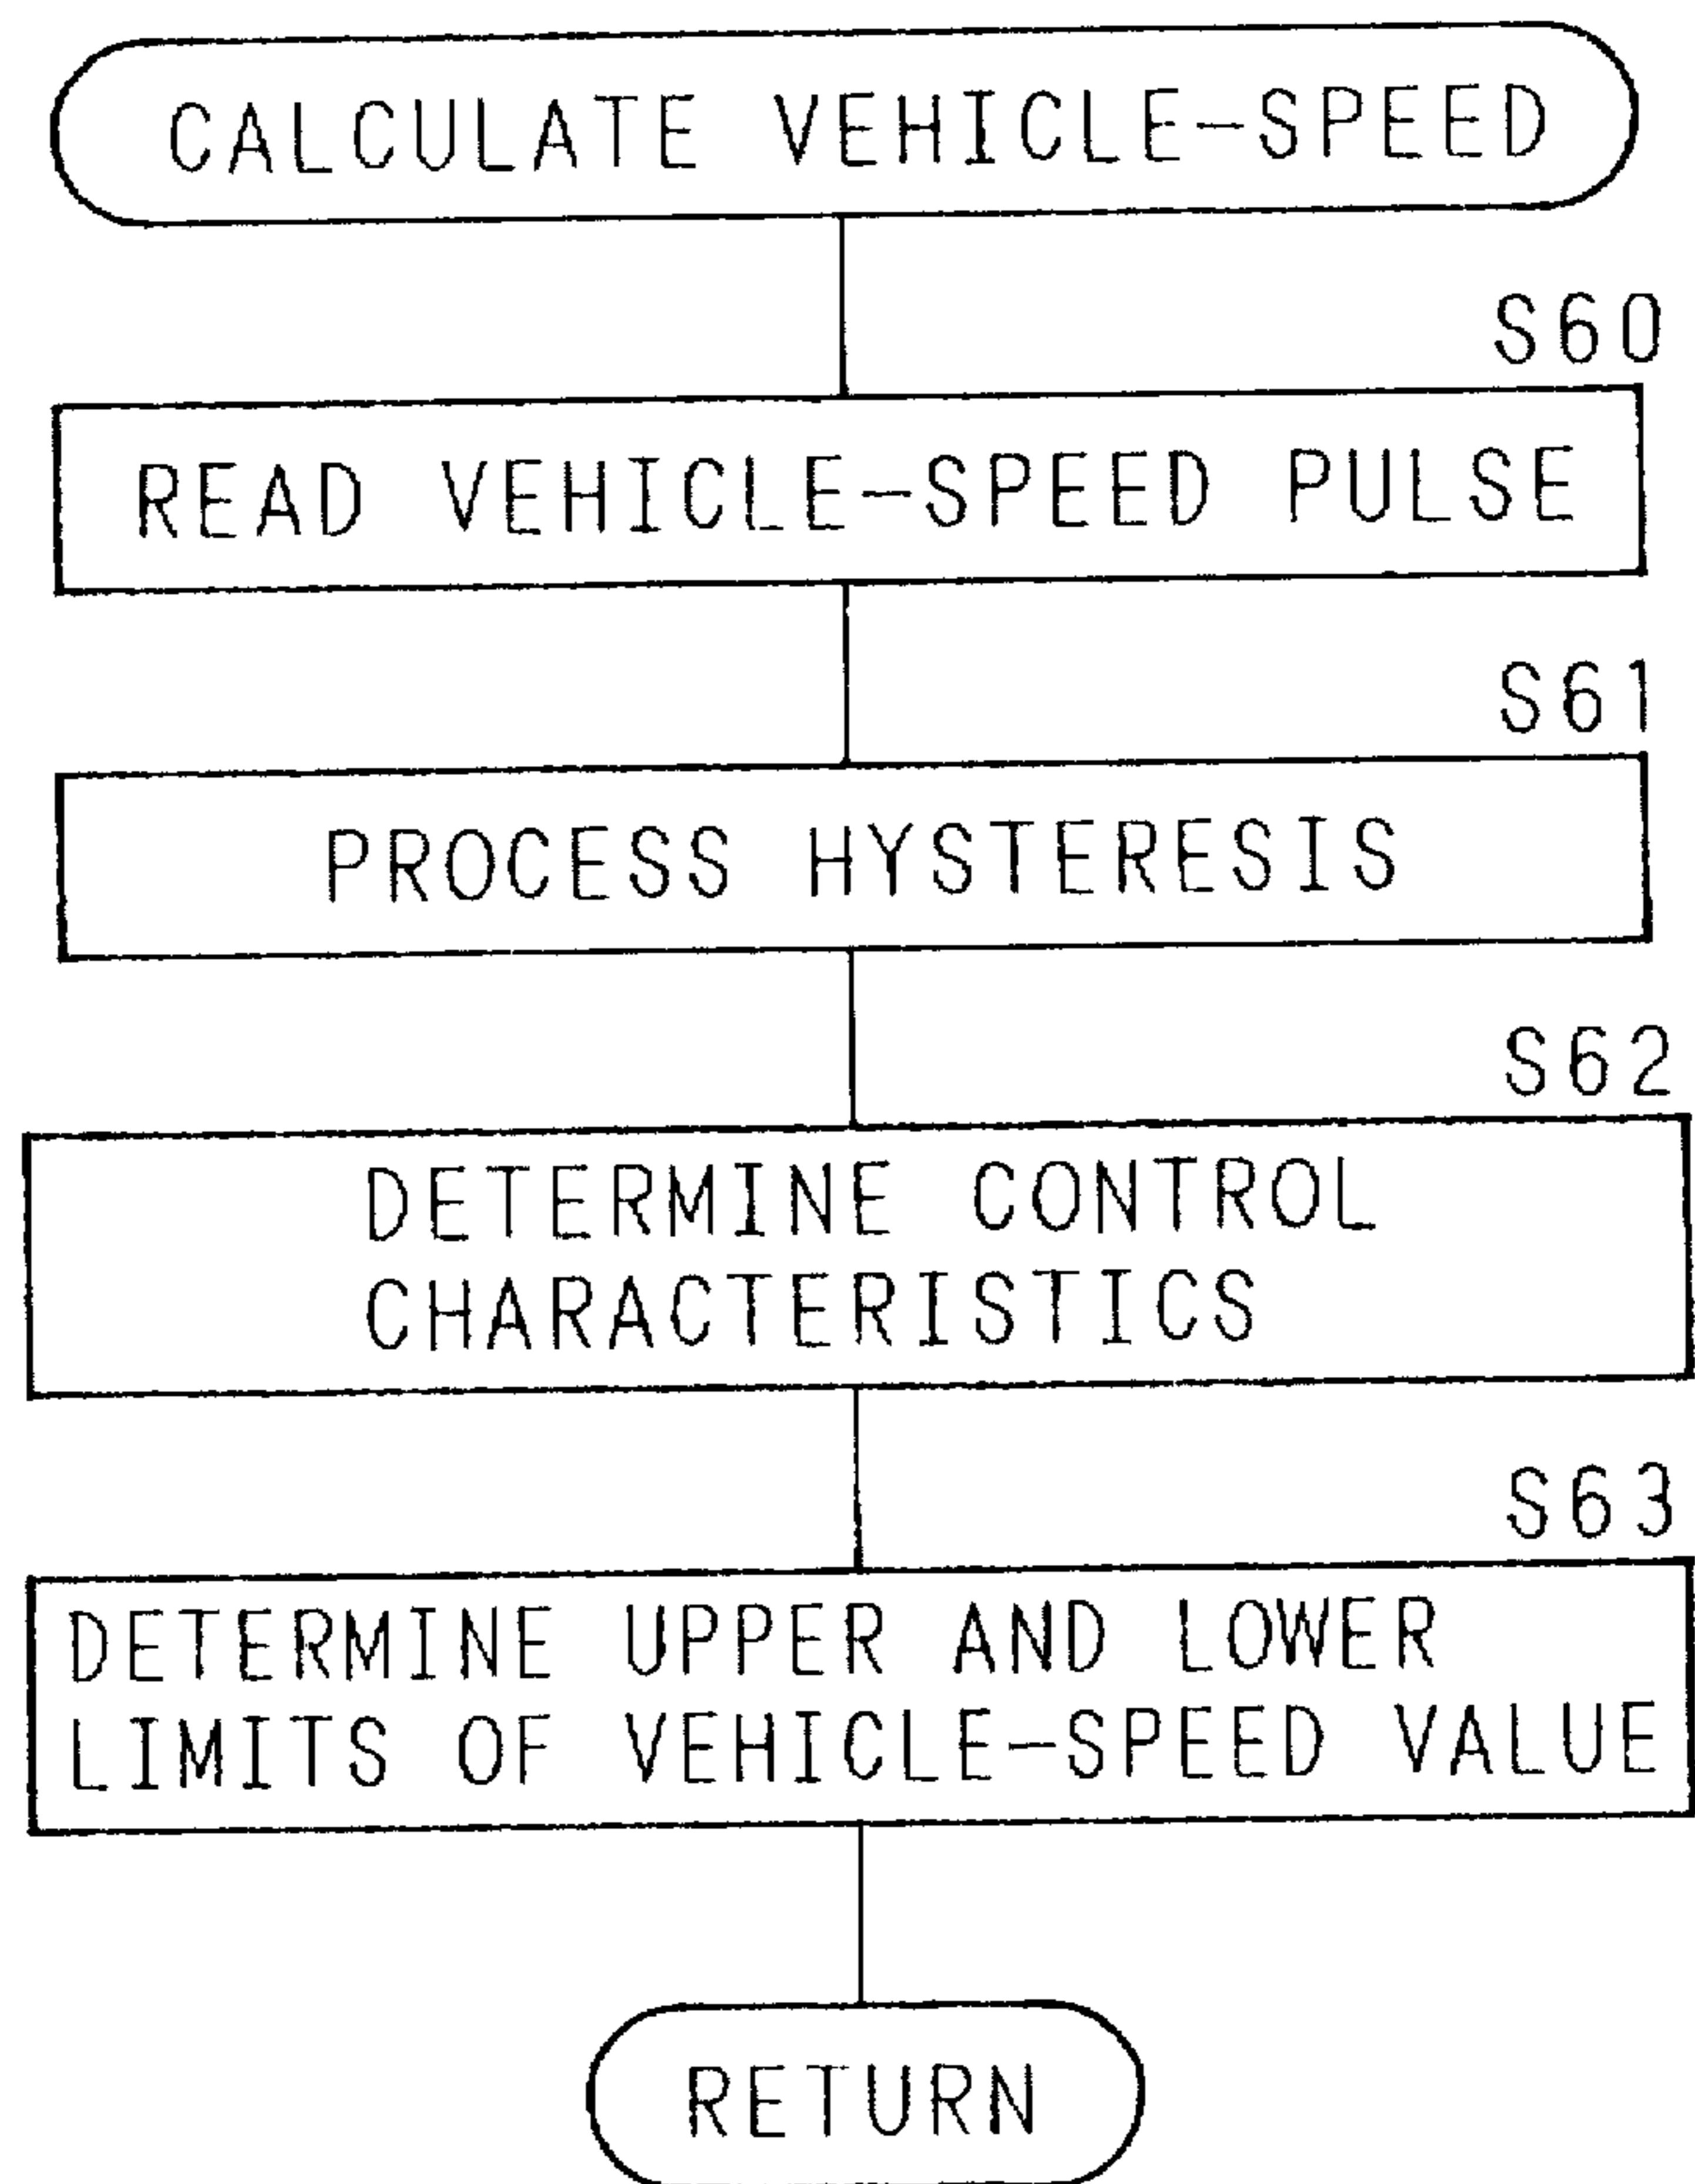 CALCULATE VEHICLE-SPEED
S60
READ VEHICLE-SPEED PULSE
S61
PROCESS HYSTERESIS
S62
DETERMINE CONTROL
CHARACTERISTICS
S63
DETERMINE UPPER AND LOWER
LIMITS OF VEHICLE-SPEED VALUE
RETURN